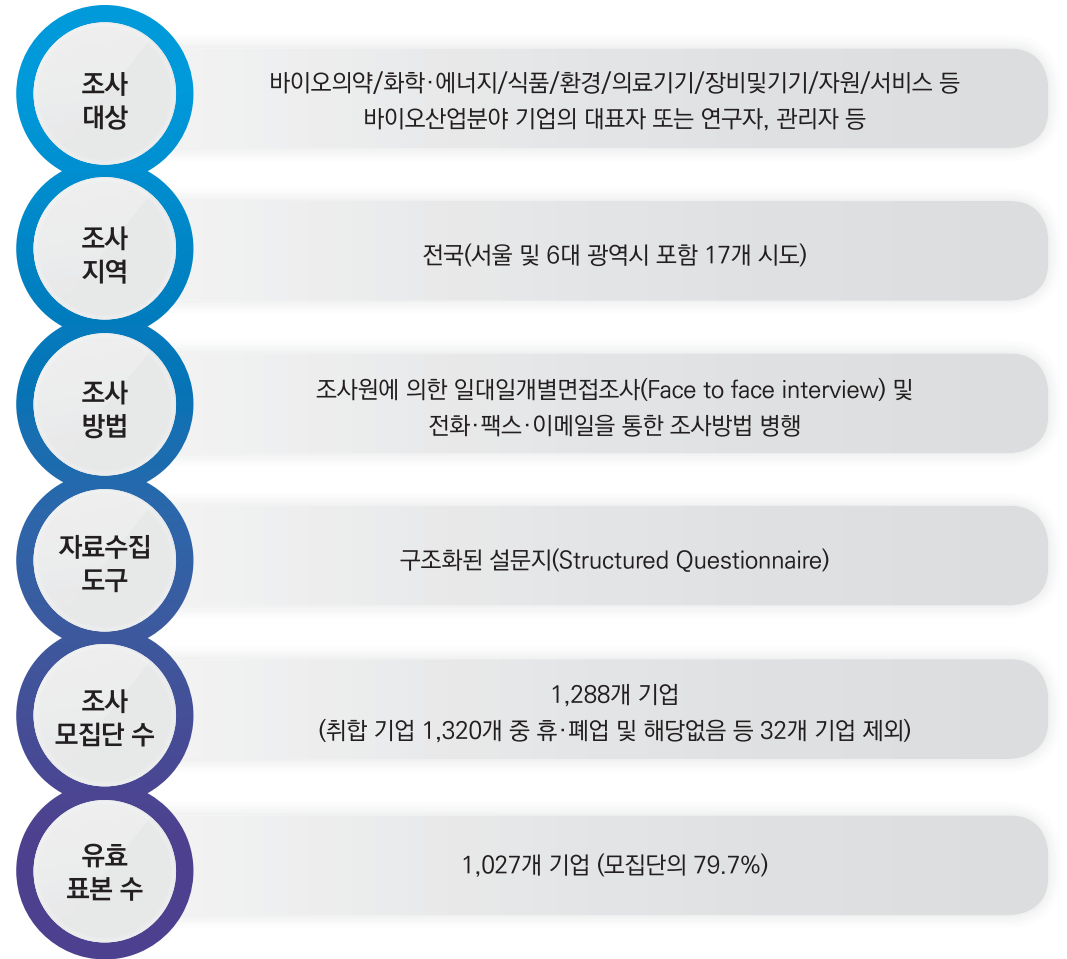 조사
대상
바이오의약/화학·에너지/식품/환경/의료기기/장비및기기/자원/서비스 등
바이오산업분야 기업의 대표자 또는 연구자, 관리자 등
조사
지역
전국(서울 및 6대 광역시 포함 17개 시도)
조사
방법
조사원에 의한 일대일개별면접조사(Face to face interview) 및
전화·팩스·이메일을 통한 조사방법 병행
자료수집
도구
구조화된 설문지(Structured Questionnaire)
조사
모집단 수
1,288개 기업
(취합 기업 1,320개 중 휴·폐업 및 해당없음 등 32개 기업 제외)
유효
표본 수
1,027개 기업 (모집단의 79.7%)